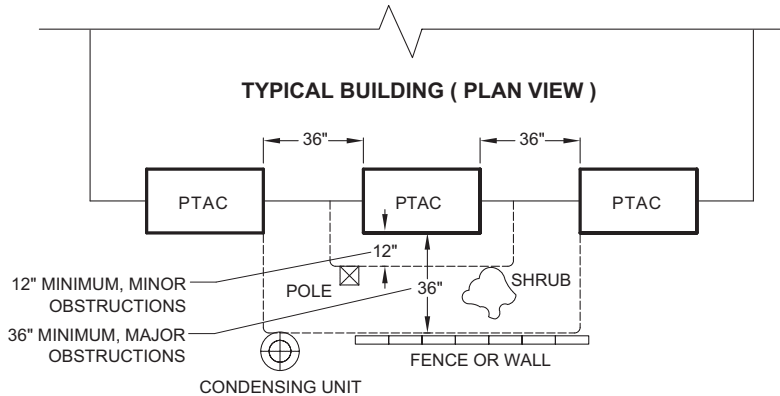 TYPICAL BUILDING ( PLAN VIEW )
36"
36"
PTAC
PTAC
PTAC
12"
12" MINIMUM, MINOR
OBSTRUCTIONS
POLE
36"
SHRUB
36" MINIMUM, MAJOR
OBSTRUCTIONS
FENCE OR WALL
CONDENSING UNIT